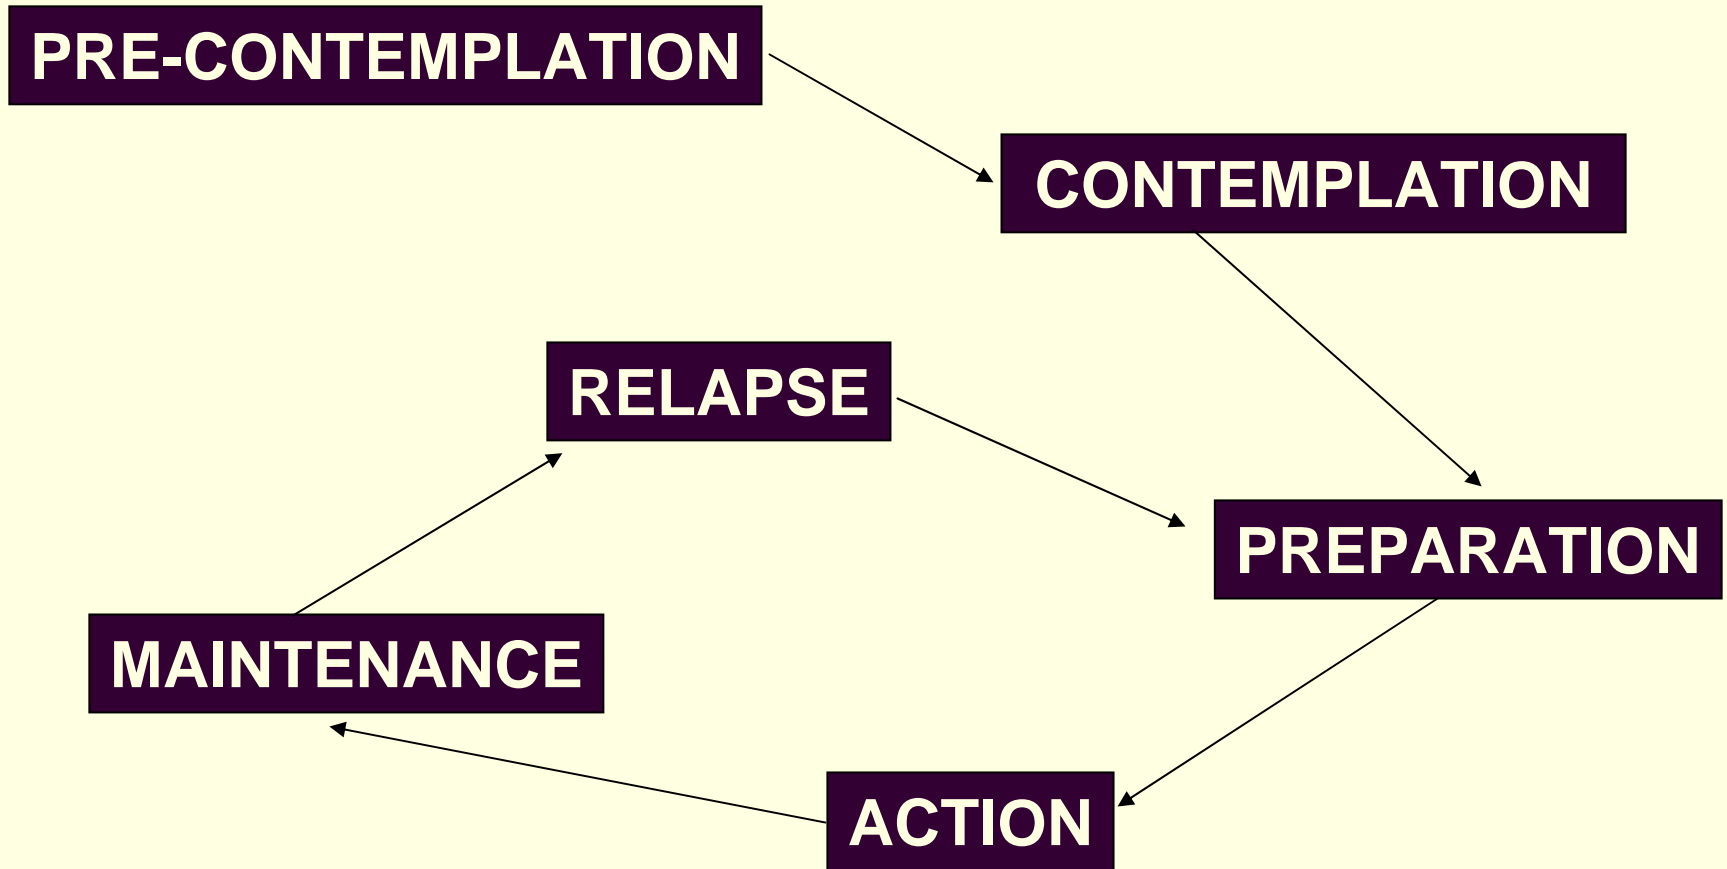 PRE-CONTEMPLATION
CONTEMPLATION
RELAPSE
PREPARATION
MAINTENANCE
ACTION